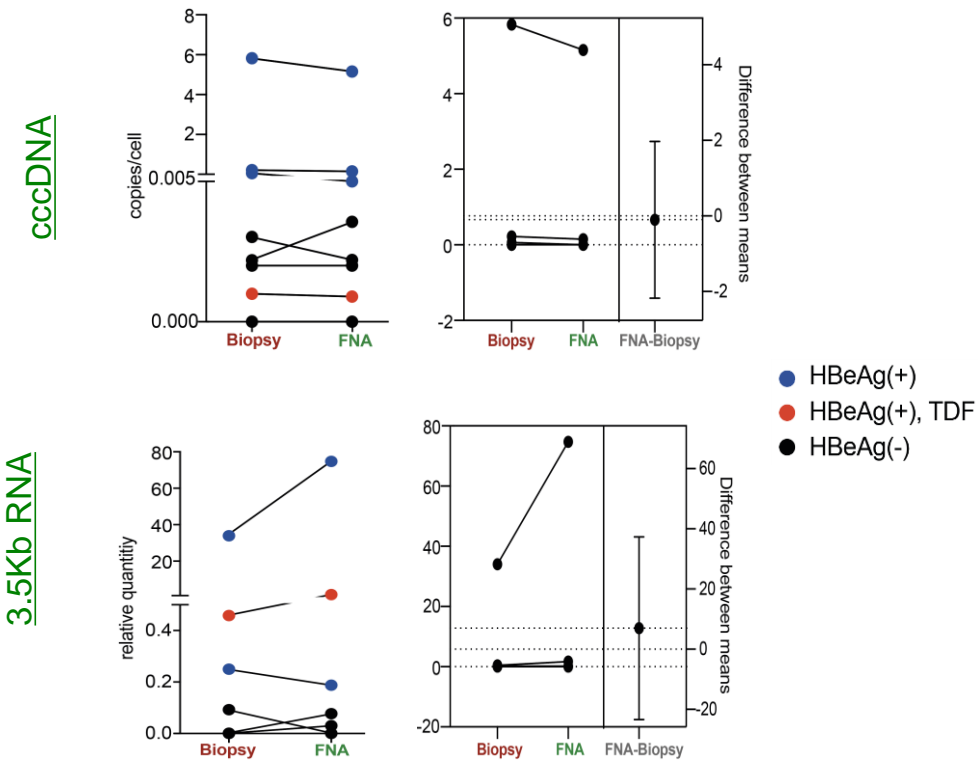 cccDNA
copies/cell
8
6
4
2
0.005
0.000
Biopsy
FNA
6
4
2
0
-2
4
2
0
-2
Difference between means
Biopsy
FNA
FNA-Biopsy
HBeAg(+)
HBeAg(+), TDF
HBeAg(-)
3.5Kb RNA
relative quantitiy
80
60
40
20
0.4
0.2
0.0
Biopsy
FNA
80
60
40
20
0
-20
60
40
20
0
-20
Difference between means
Biopsy
FNA
FNA-Biopsy